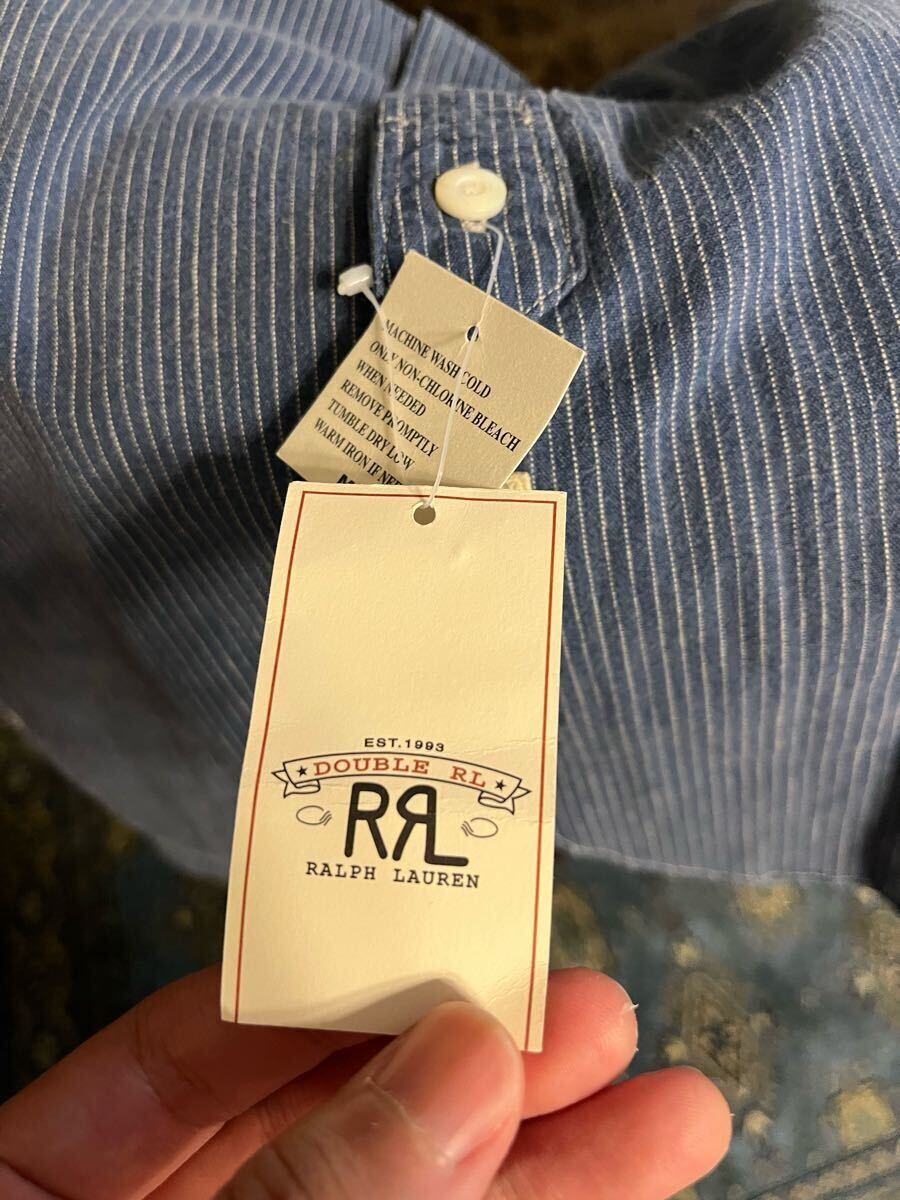 MACHINE WASH COLD
ONLY NON-CHLORINE BLEACH
WHEN NEEDED
REMOVE PROMPTLY
TUMBLE DRY LOW
WARM IRON IF
EST.1993
DOUBLE RL
RRL
RALPH LAUREN